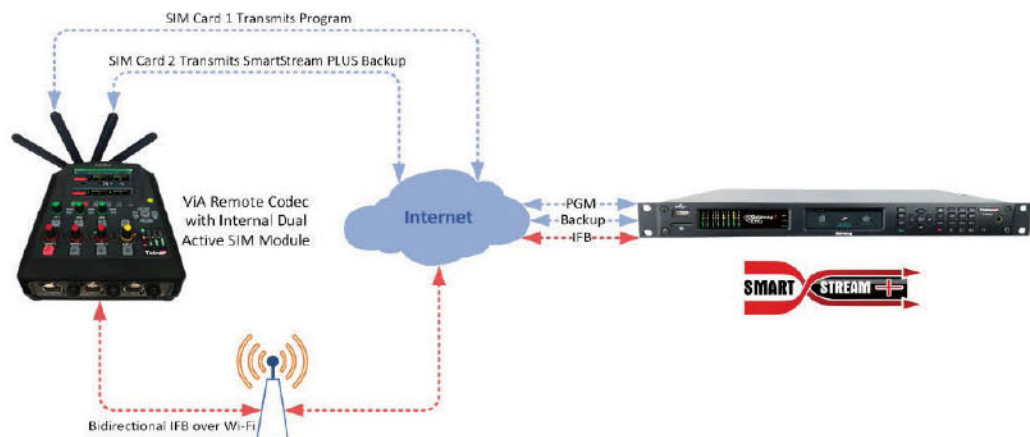 SIM Card 1 Transmits Program
SIM Card 2 Transmits SmartStream PLUS Backup
ViA Remote Codec
with Internal Dual
Active SIM Module
Internet
PGM
Backup
IFB
SMART STREAM +
Bidirectional IFB over Wi-Fi